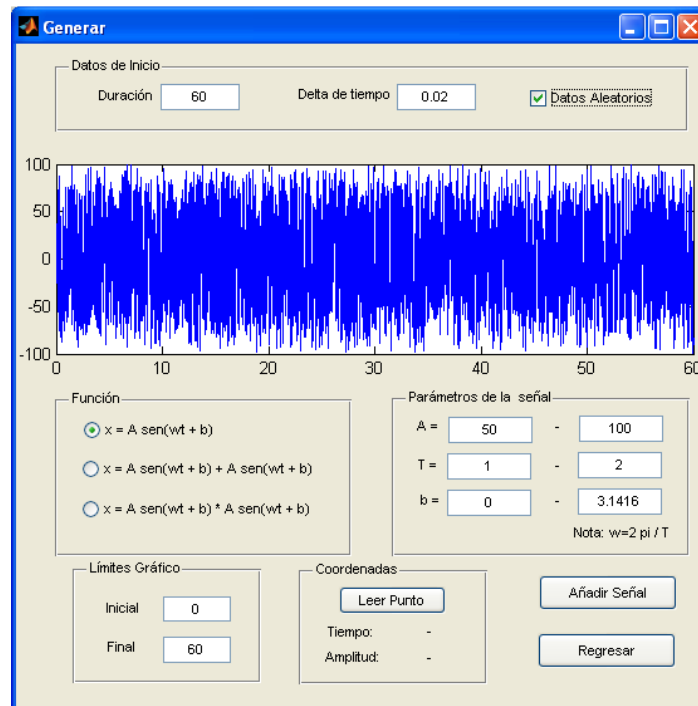 Generar
Datos de Inicio
Duración 60 Delta de tiempo 0.02 Datos Aleatorios
100
50
0
-50
-100
0 10 20 30 40 50 60
Función
x = A sen(wt + b)
x = A sen(wt + b) + A sen(wt + b)
x = A sen(wt + b) * A sen(wt + b)
Parámetros de la señal
A = 50 - 100
T = 1 - 2
b = 0 - 3.1416
Nota: w=2 pi / T
Límites Gráfico
Inicial 0
Final 60
Coordenadas
Leer Punto
Tiempo: -
Amplitud: -
Añadir Señal
Regresar